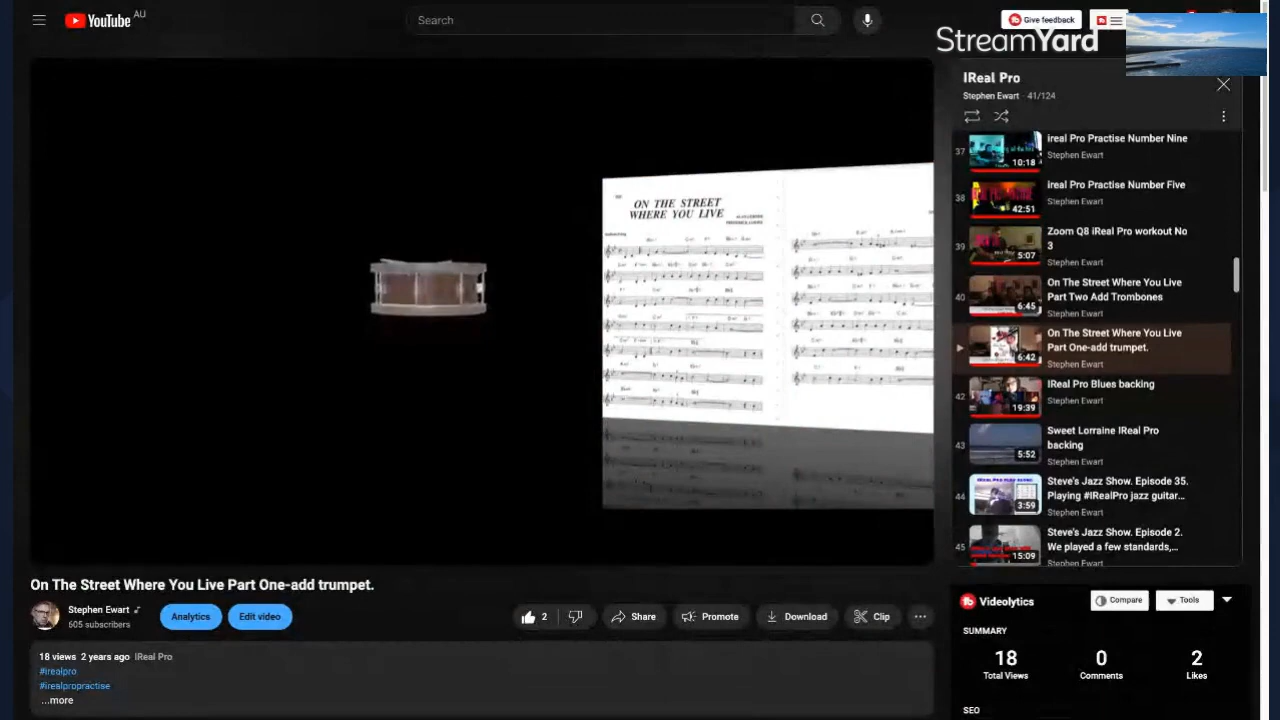 YouTube AU
Search
Give feedback
StreamYard
IReal Pro
Stephen Ewart · 41/124
37
ireal Pro Practise Number Nine
Stephen Ewart
10:18
38
ireal Pro Practise Number Five
Stephen Ewart
42:51
39
Zoom Q8 iReal Pro workout No
3
Stephen Ewart
5:07
40
On The Street Where You Live
Part Two Add Trombones
Stephen Ewart
6:45
On The Street Where You Live
Part One-add trumpet.
Stephen Ewart
6:42
42
IReal Pro Blues backing
Stephen Ewart
19:39
43
Sweet Lorraine IReal Pro
backing
Stephen Ewart
5:52
44
Steve's Jazz Show. Episode 35.
Playing #IRealPro jazz guitar...
Stephen Ewart
3:59
45
Steve's Jazz Show. Episode 2.
We played a few standards,...
Stephen Ewart
15:09
ON THE STREET
WHERE YOU LIVE
On The Street Where You Live Part One-add trumpet.
Stephen Ewart
605 subscribers
Analytics
Edit video
2
Share
Promote
Download
Clip
18 views 2 years ago IReal Pro
#irealpro
#irealpropractise
...more
Videolytics
Compare
Tools
SUMMARY
18 0 2
Total Views Comments Likes
SEO